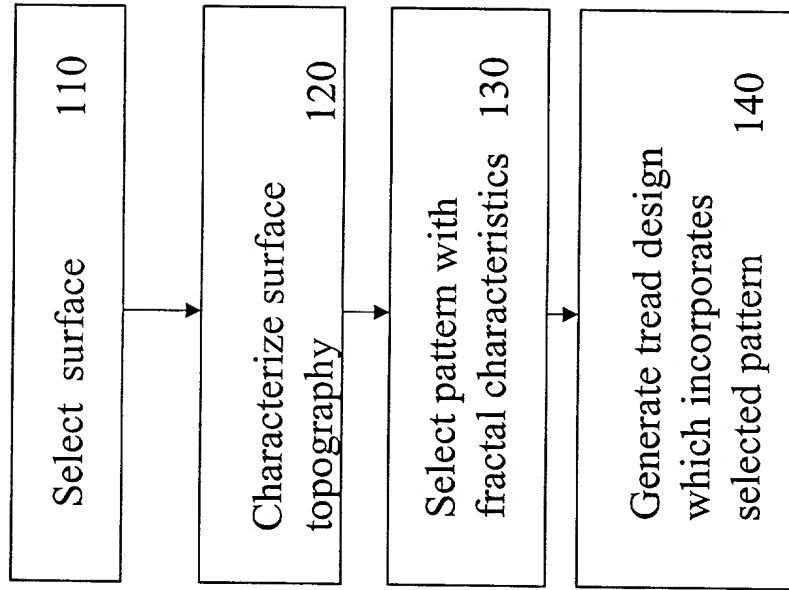 Select surface 110
Characterize surface
topography 120
Select pattern with
fractal characteristics 130
Generate tread design
which incorporates
selected pattern 140